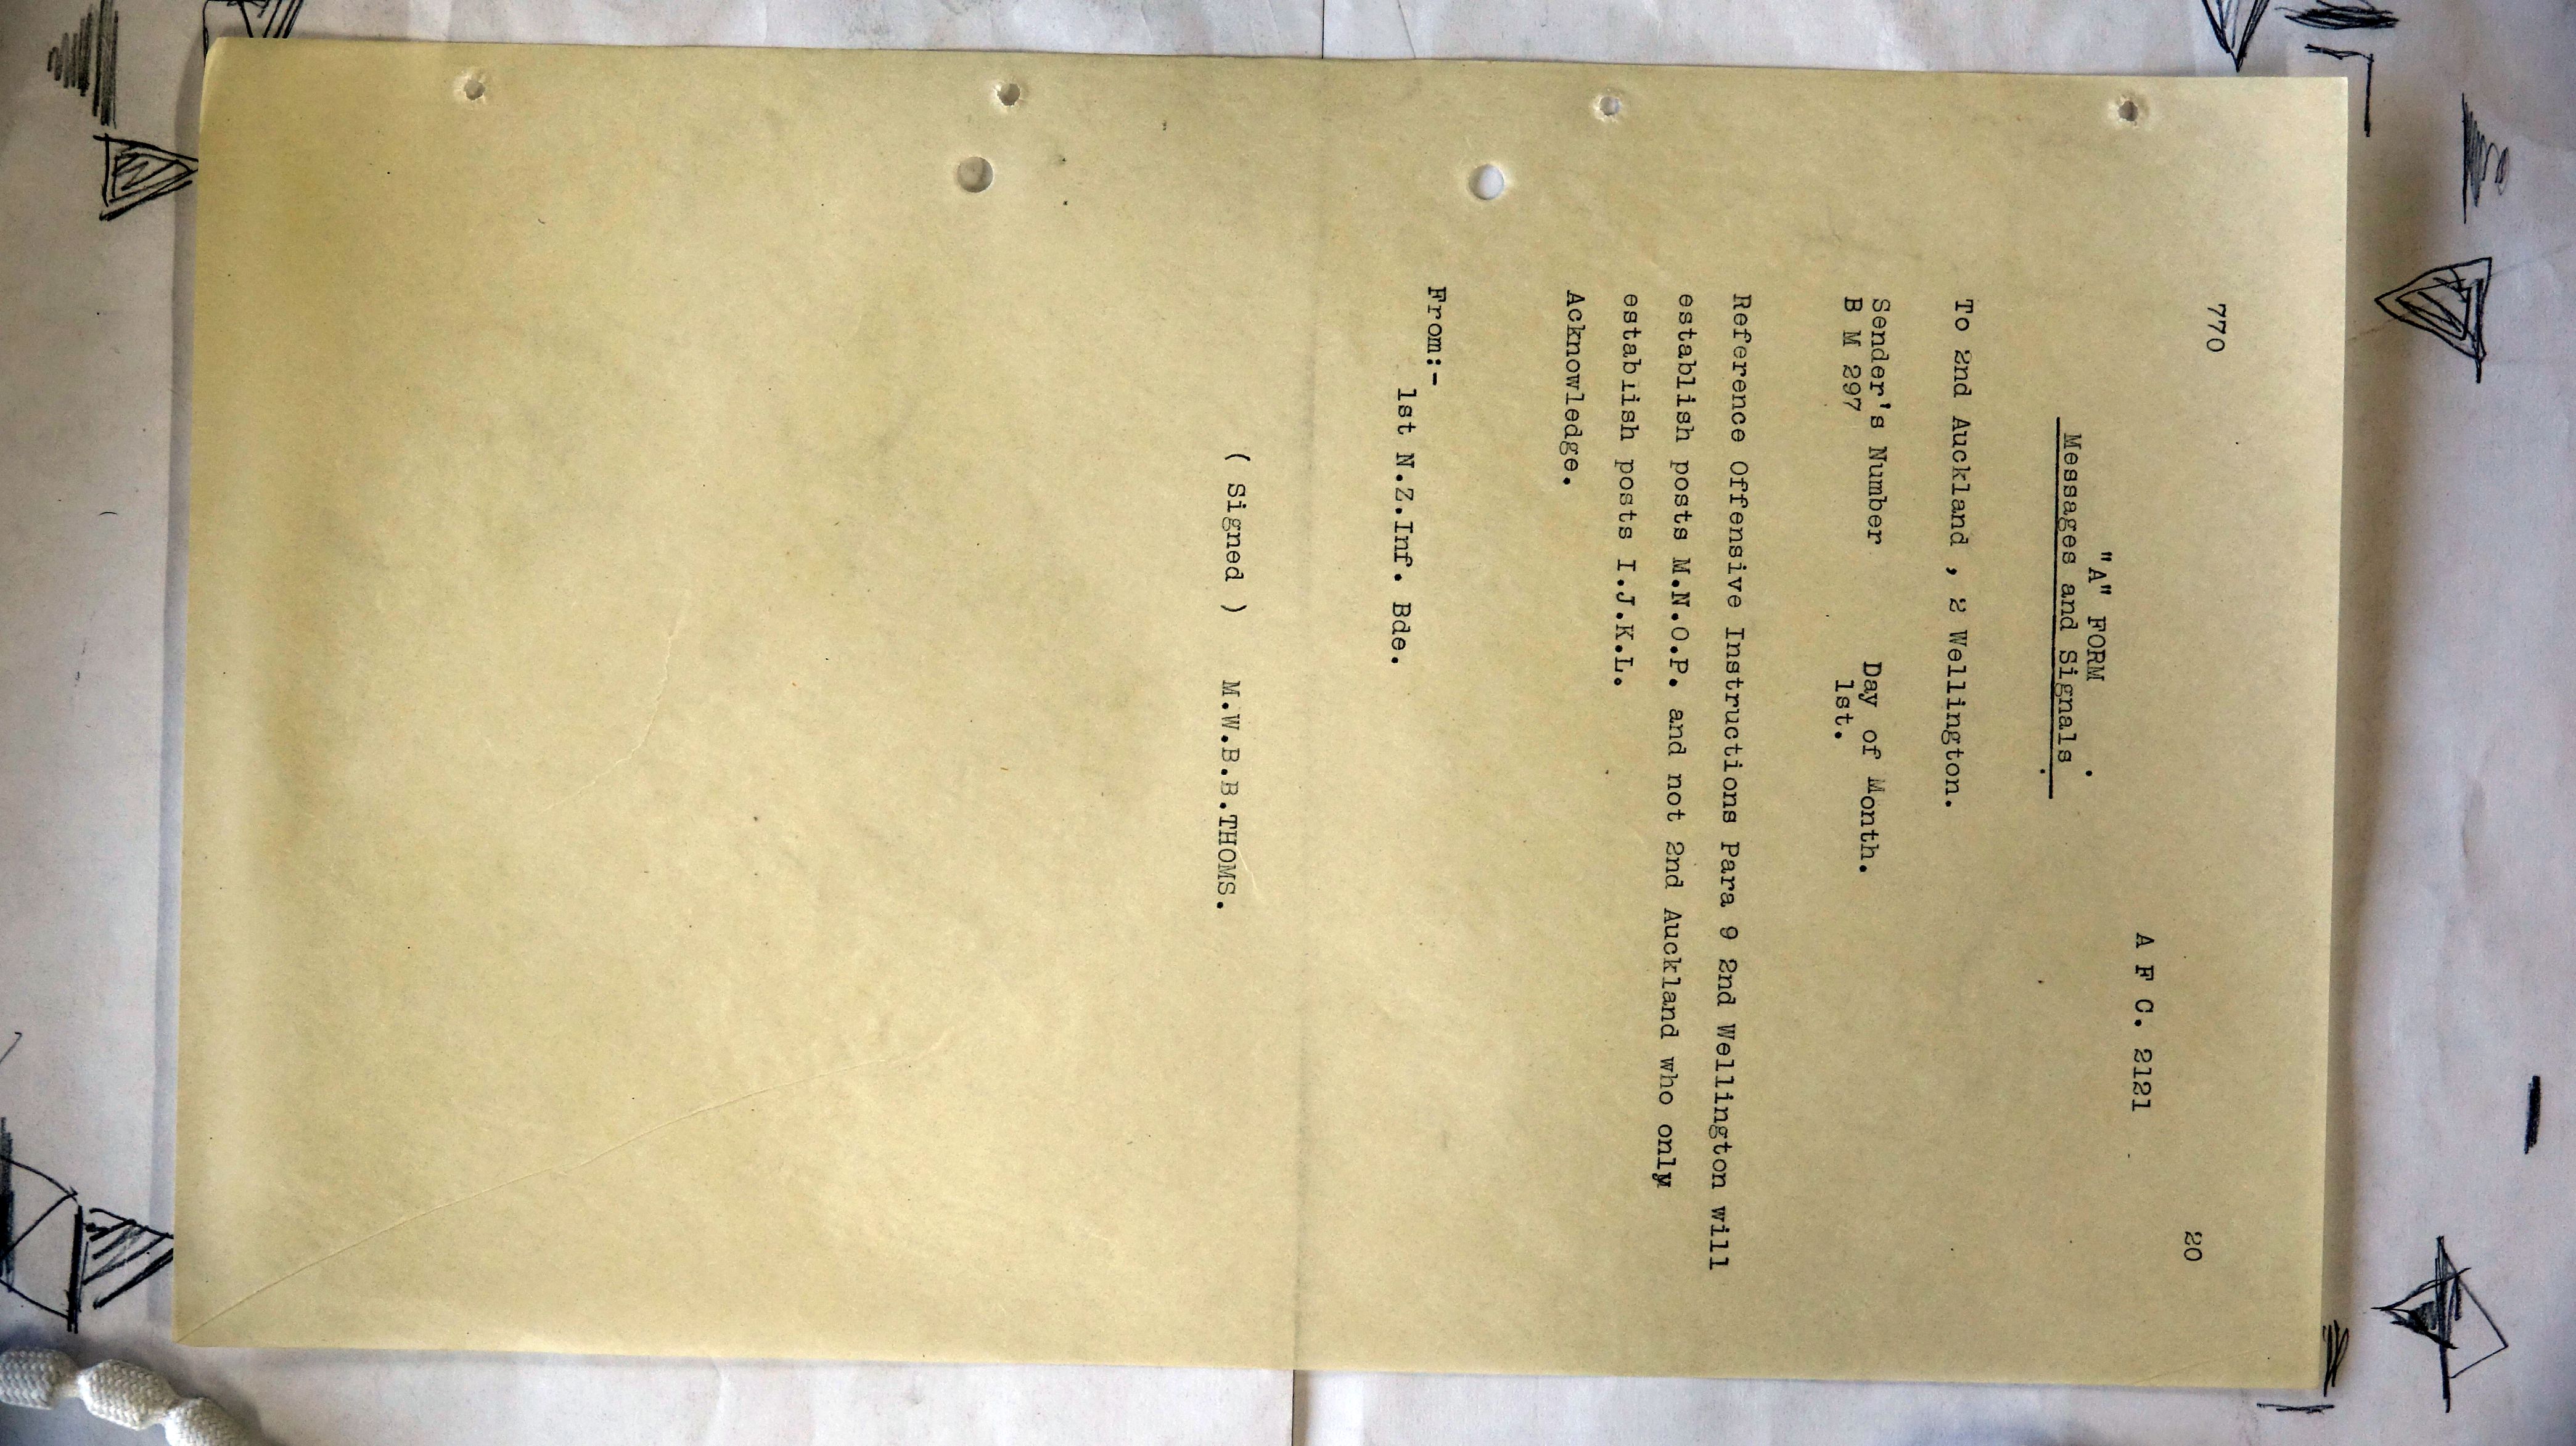 770
20
A F C. 2121
"A" FORM
Messages and Signals.
To 2nd Auckland , 2 Wellington.
Sender's Number Day of Month.
B M 297 1st.
Reference Offensive Instructions Para 9 2nd Wellington will
establish posts M.N.O.P. and not 2nd Auckland who only
establish posts I.J.K.L.
Acknowledge.
From:-
1st N.Z.Inf. Bde.
( Signed ) M.W.B.B.THOMS.